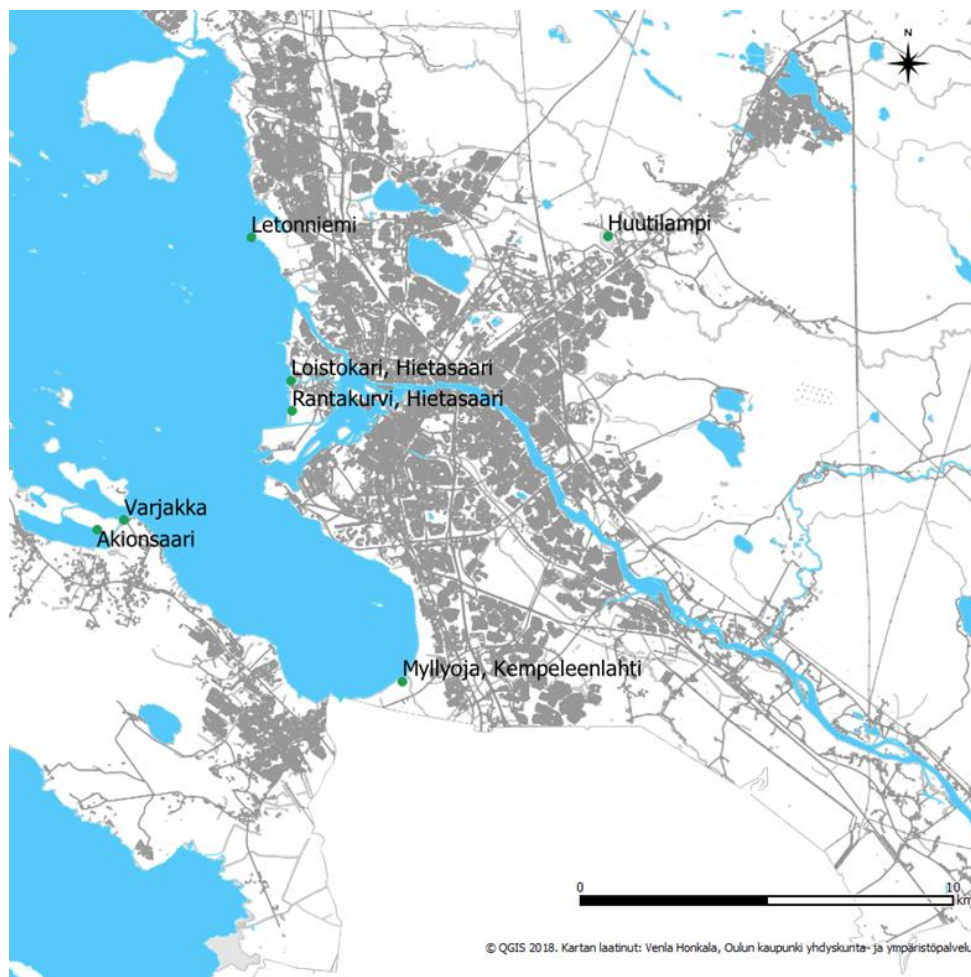 N
Letonniemi
Huutilampi
Loistokari, Hietasaari
Rantakurvi, Hietasaari
Varjakka
Akionsaari
Myllyoja, Kempeleenlahti
0 10
km
© QGIS 2018. Kartan laatinut: Venla Honkala, Oulun kaupunki yhdyskunta- ja ympäristöpalvelu